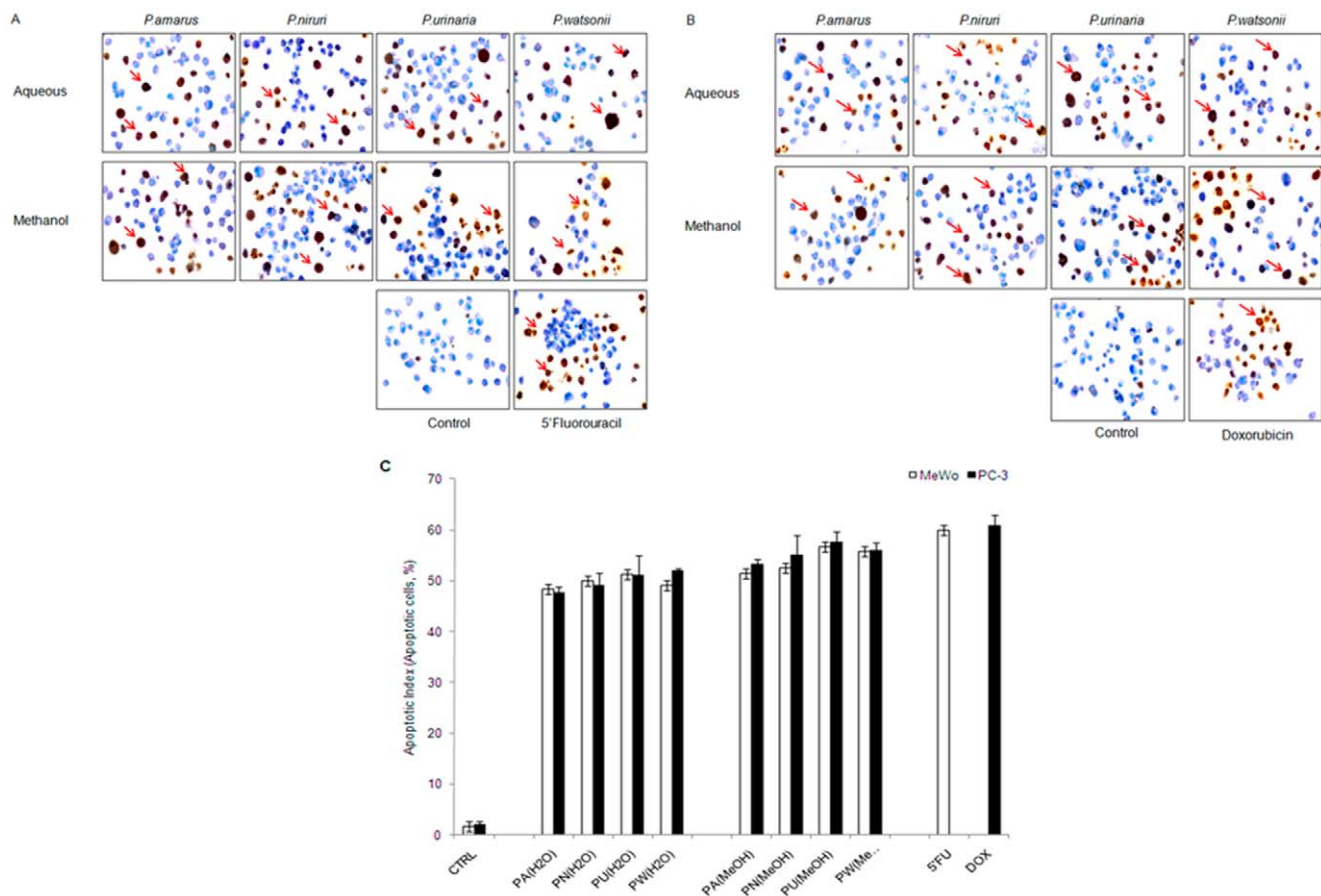 A
P.amarus P.niruri P.urinaria P.watsonii
Aqueous
Methanol
Control 5'Fluorouracil
B
P.amarus P.niruri P.urinaria P.watsonii
Aqueous
Methanol
Control Doxorubicin
C
MeWo PC-3
Apoptotic Index (Apoptotic cells, %)
70
60
50
40
30
20
10
0
CTRL PA(H2O) PN(H2O) PU(H2O) PW(H2O) PA(MeOH) PN(MeOH) PU(MeOH) PW(Me... 5'FU DOX